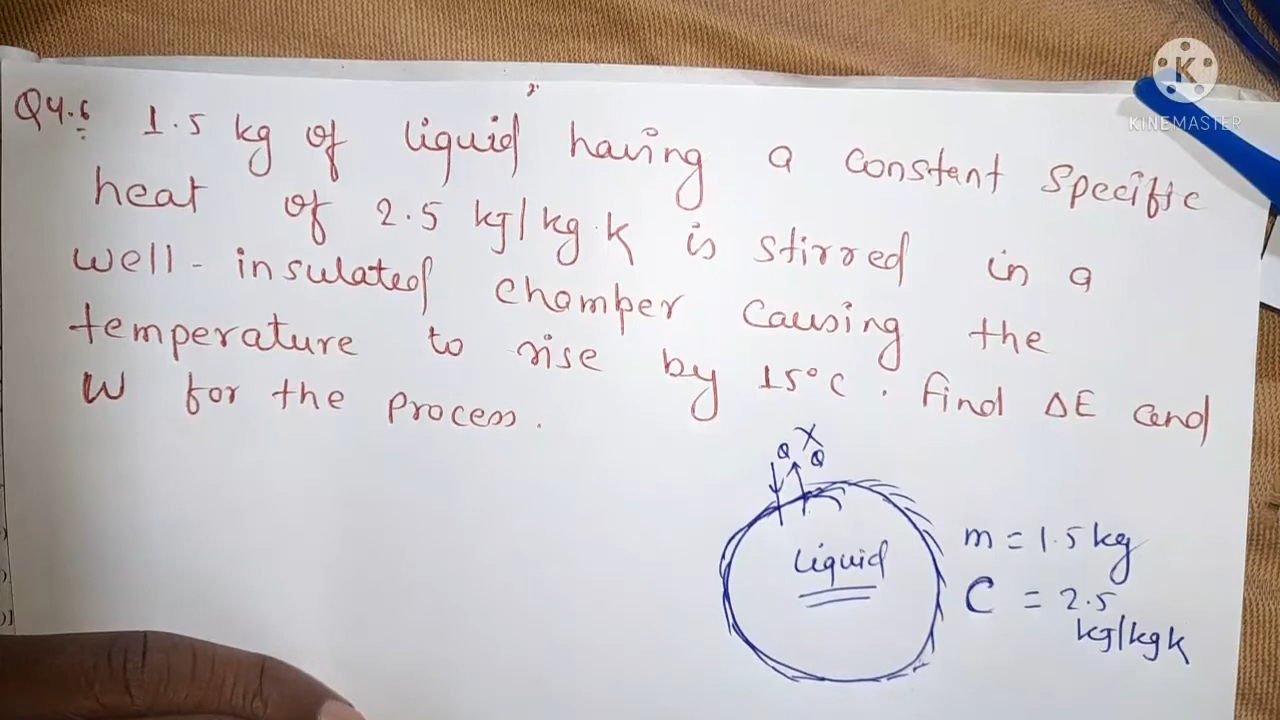 KINEMASTER
Q4.6 1.5 kg of liquid having a constant specific
heat of 2.5 kJ/kg.K is stirred in a
well-insulated chamber causing the
temperature to rise by 15°C. Find ΔE and
W for the process.
Q X Q
liquid
m = 1.5 kg
C = 2.5
kJ/kgK